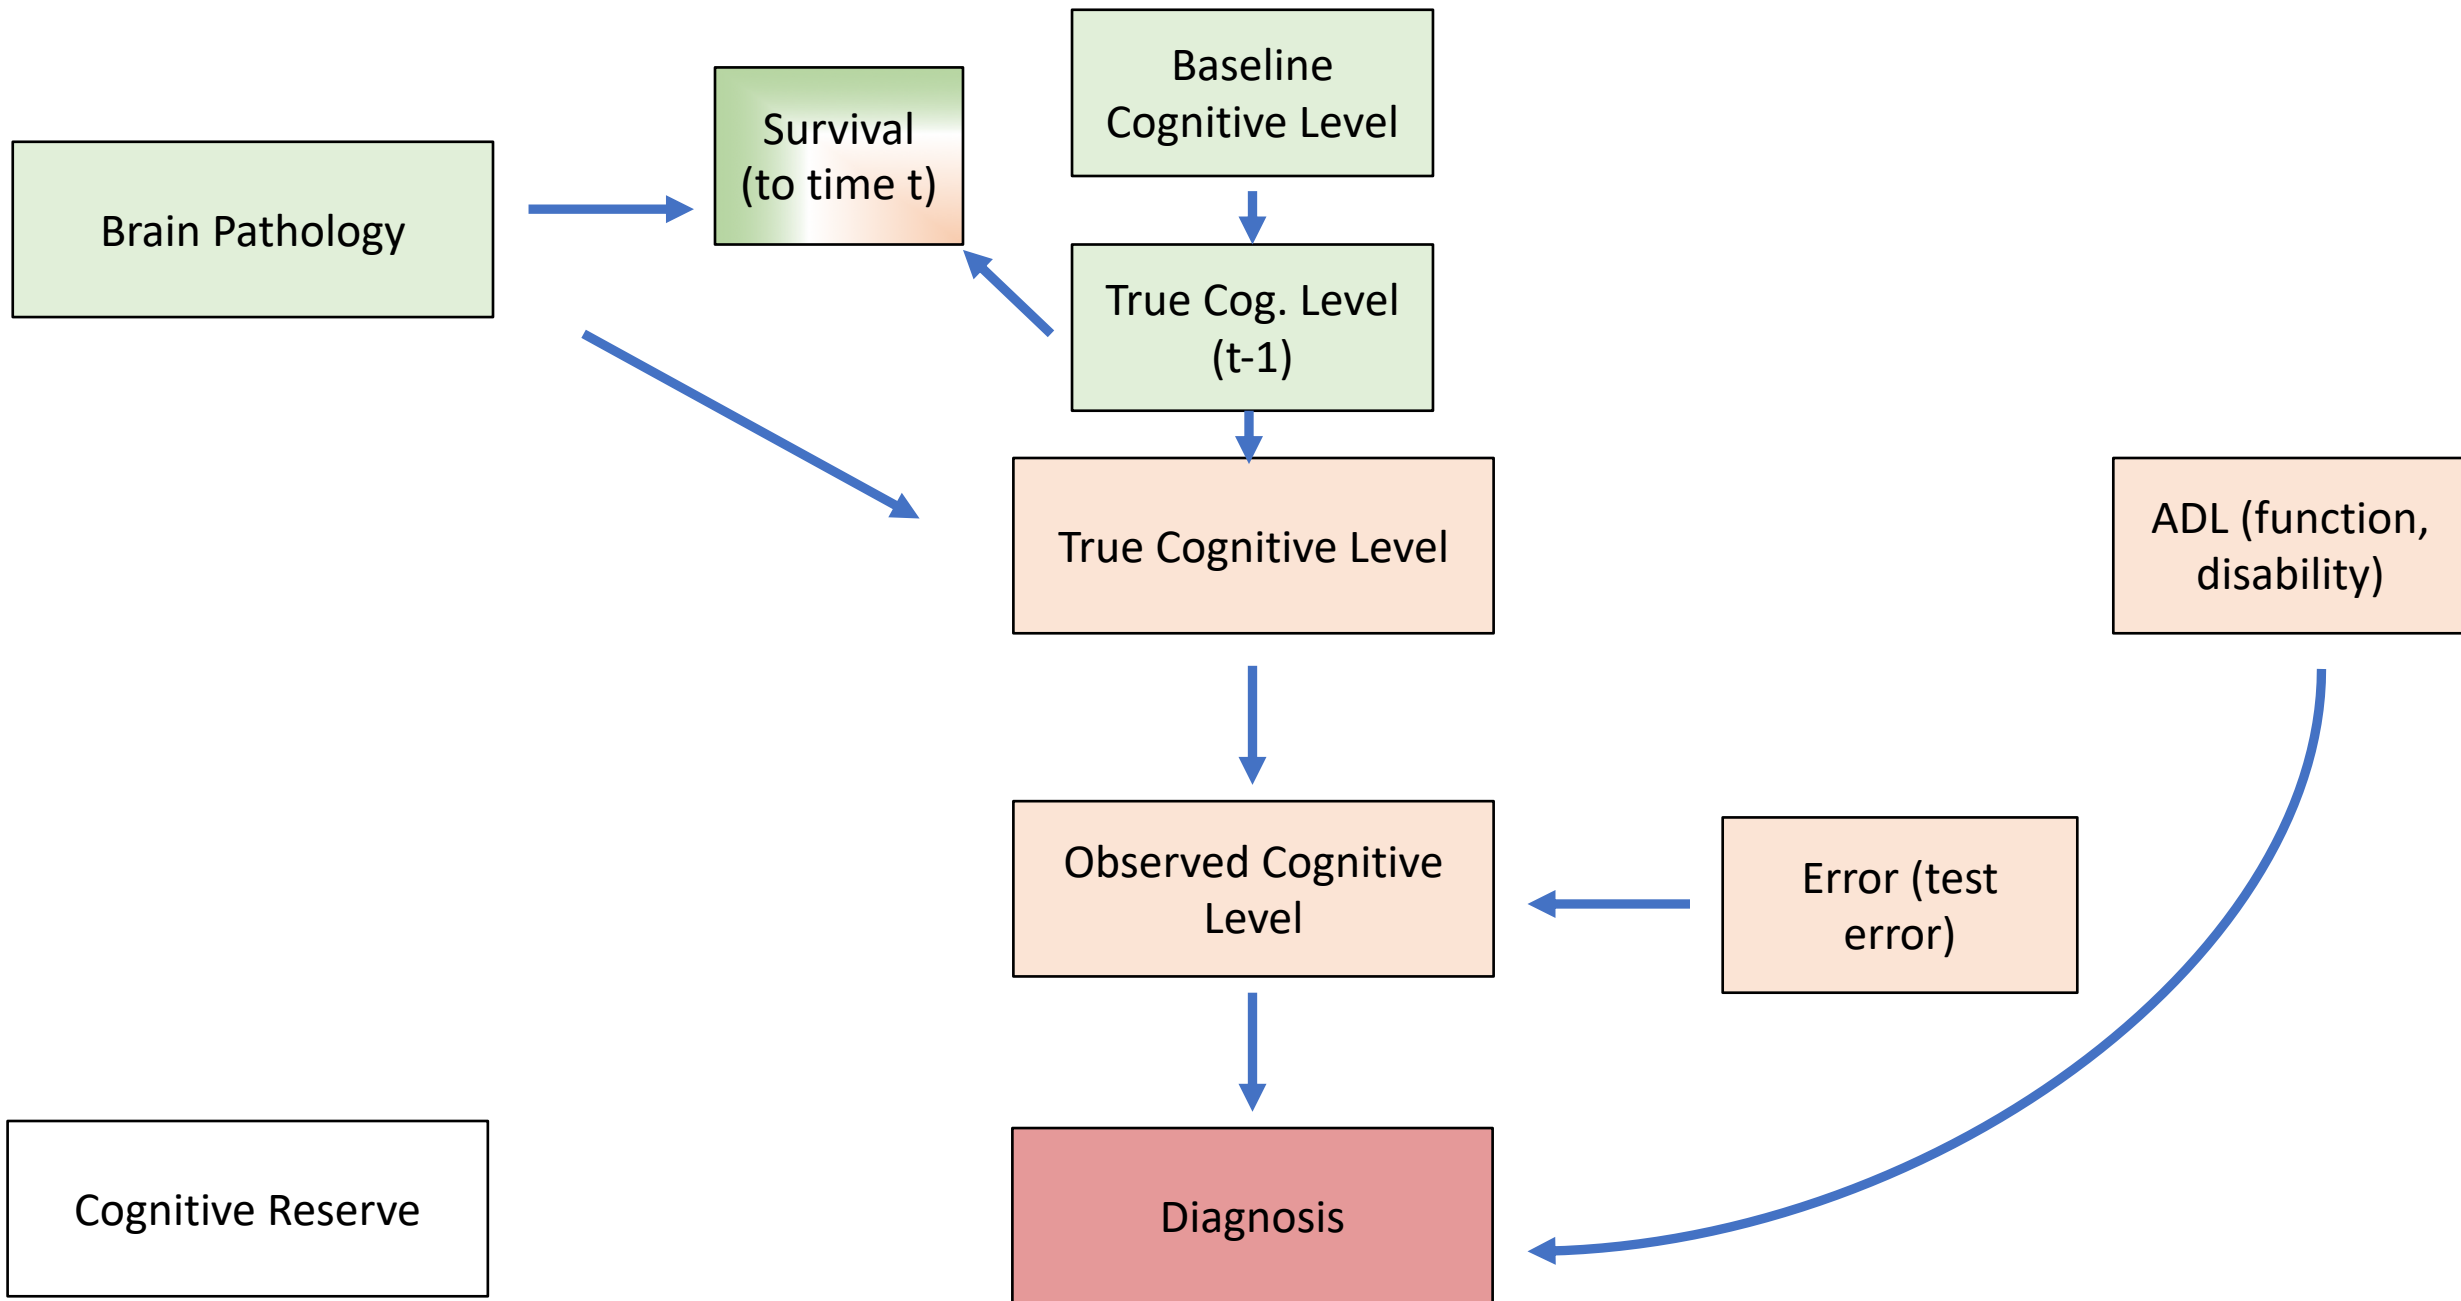 Baseline
Cognitive Level
Survival
(to time t)
Brain Pathology
True Cog. Level
(t-1)
True Cognitive Level
ADL (function,
disability)
Observed Cognitive
Level
Error (test
error)
Cognitive Reserve
Diagnosis